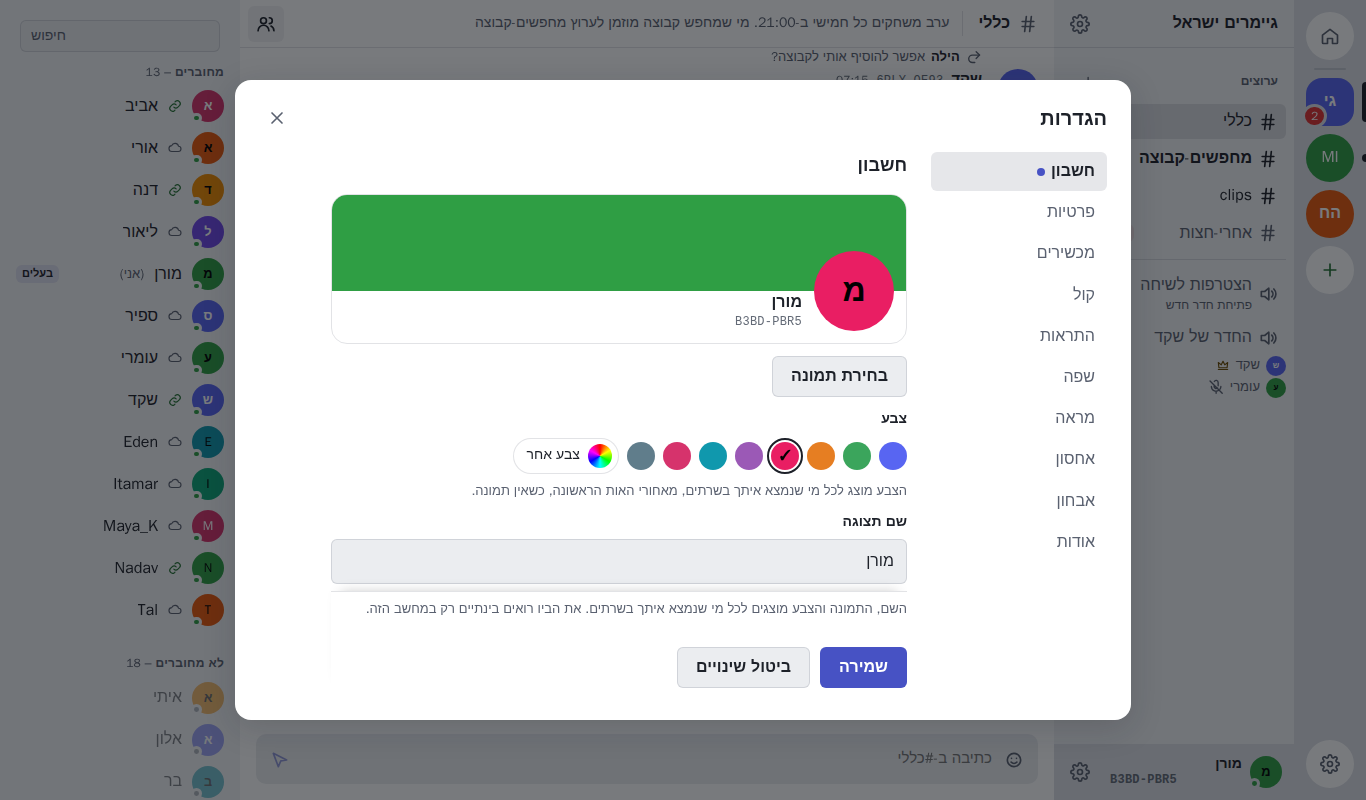 גיימרים ישראל
ערוצים
כללי
מחפשים-קבוצה
clips
אחרי-חצות
הצטרפות לשיחה
פתיחת חדר חדש
החדר של שקד
שקד
עומרי
מורן
B3BD-PBR5
גי
2
MI
הח
מ
כללי
ערב משחקים כל חמישי ב-21:00. מי שמחפש קבוצה מוזמן לערוץ מחפשים-קבוצה
הילה אפשר להוסיף אותי לקבוצה?
כתיבה ב-#כללי
הגדרות
חשבון
פרטיות
מכשירים
קול
התראות
שפה
מראה
אחסון
אבחון
אודות
חשבון
מ
מורן
B3BD-PBR5
בחירת תמונה
צבע
צבע אחר
הצבע מוצג לכל מי שנמצא איתך בשרתים, מאחורי האות הראשונה, כשאין תמונה.
שם תצוגה
מורן
השם, התמונה והצבע מוצגים לכל מי שנמצא איתך בשרתים. את הביו רואים בינתיים רק במחשב הזה.
שמירה
ביטול שינויים
חיפוש
מחוברים – 13
א אביב
א אורי
ד דנה
ל ליאור
מ מורן (אני) בעלים
ס ספיר
ע עומרי
ש שקד
E Eden
I Itamar
M Maya_K
N Nadav
T Tal
לא מחוברים – 18
א איתי
א אלון
ב בר